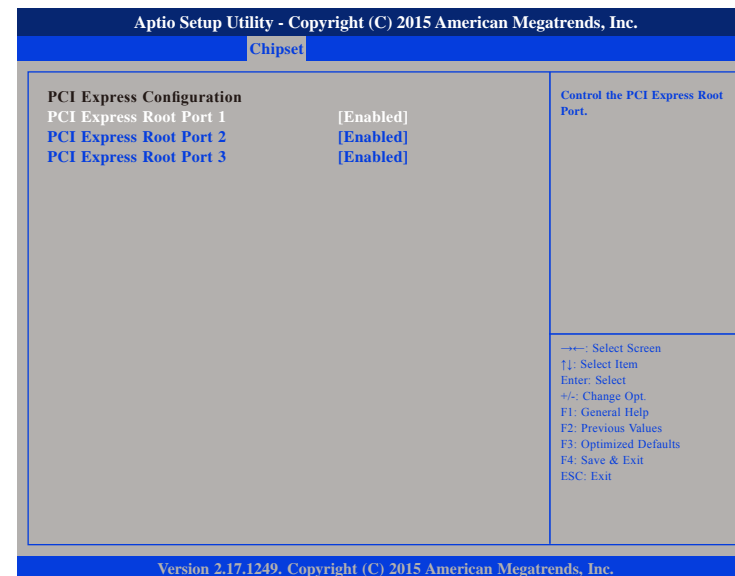 Aptio Setup Utility - Copyright (C) 2015 American Megatrends, Inc.
Chipset
PCI Express Configuration
PCI Express Root Port 1 [Enabled]
PCI Express Root Port 2 [Enabled]
PCI Express Root Port 3 [Enabled]
Control the PCI Express Root
Port.
→←: Select Screen
↑↓: Select Item
Enter: Select
+/-: Change Opt.
F1: General Help
F2: Previous Values
F3: Optimized Defaults
F4: Save & Exit
ESC: Exit
Version 2.17.1249. Copyright (C) 2015 American Megatrends, Inc.